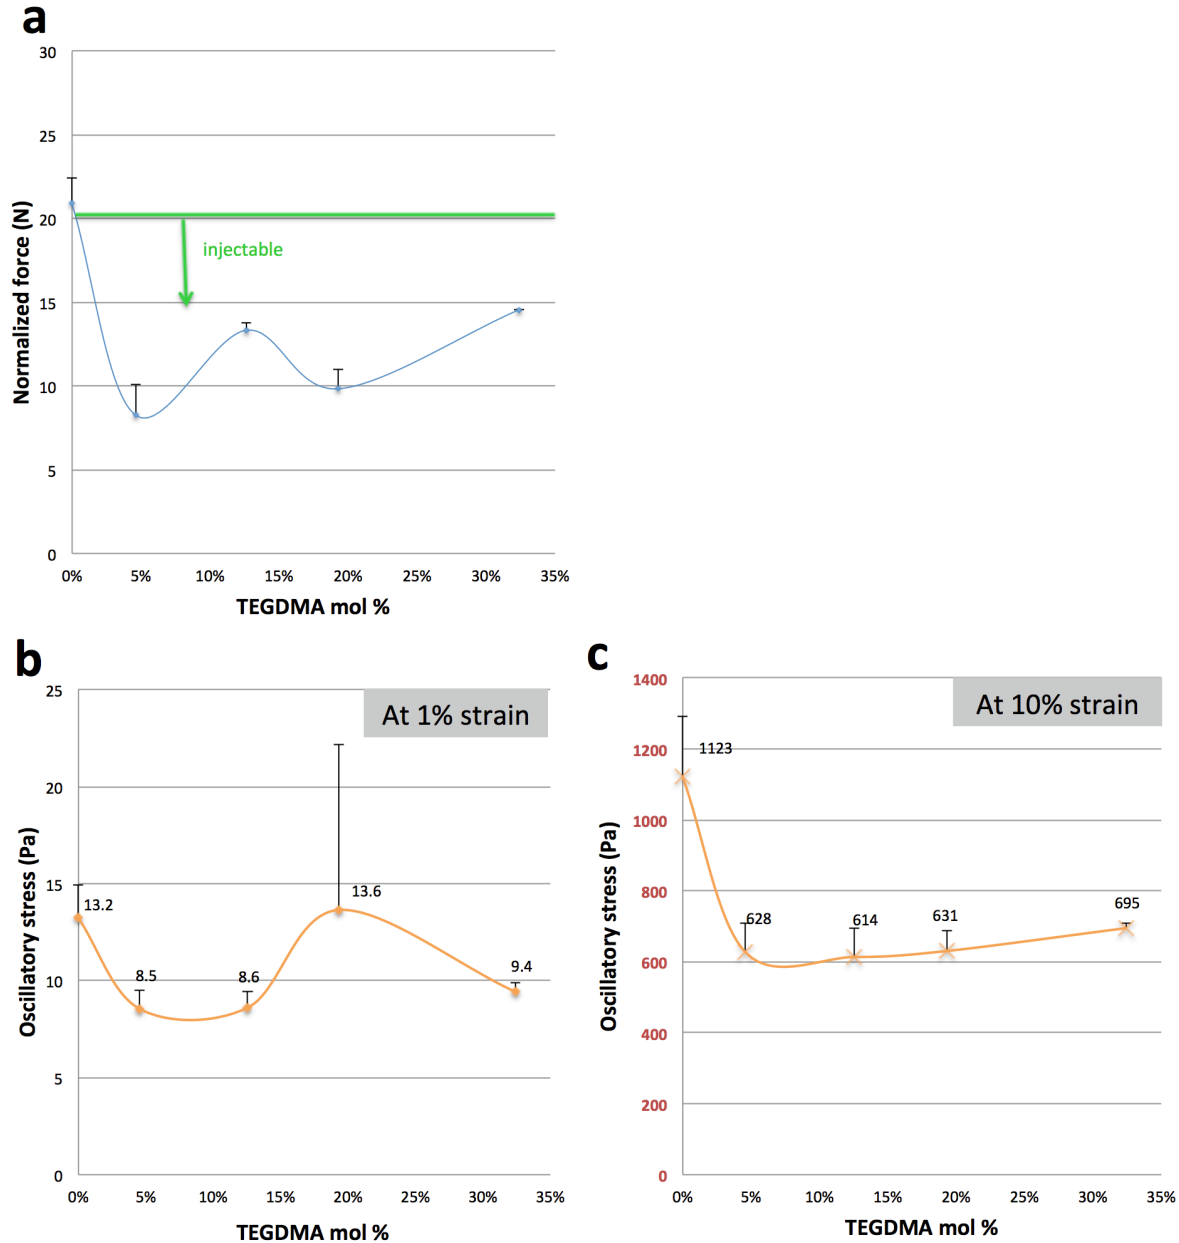 a
30
25
20
15
10
5
0
Normalized force (N)
injectable
0% 5% 10% 15% 20% 25% 30% 35%
TEGDMA mol %
b
25
20
15
10
5
0
Oscillatory stress (Pa)
At 1% strain
13.2
8.5
8.6
13.6
9.4
0% 5% 10% 15% 20% 25% 30% 35%
TEGDMA mol %
c
1400
1200
1000
800
600
400
200
0
Oscillatory stress (Pa)
At 10% strain
1123
628
614
631
695
0% 5% 10% 15% 20% 25% 30% 35%
TEGDMA mol %